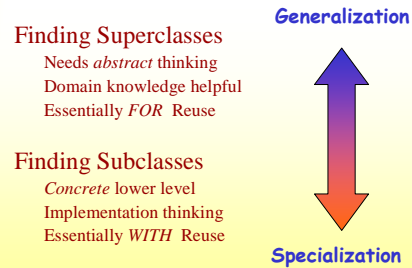 Generalization
Finding Superclasses
Needs abstract thinking
Domain knowledge helpful
Essentially FOR Reuse
Finding Subclasses
Concrete lower level
Implementation thinking
Essentially WITH Reuse
Specialization